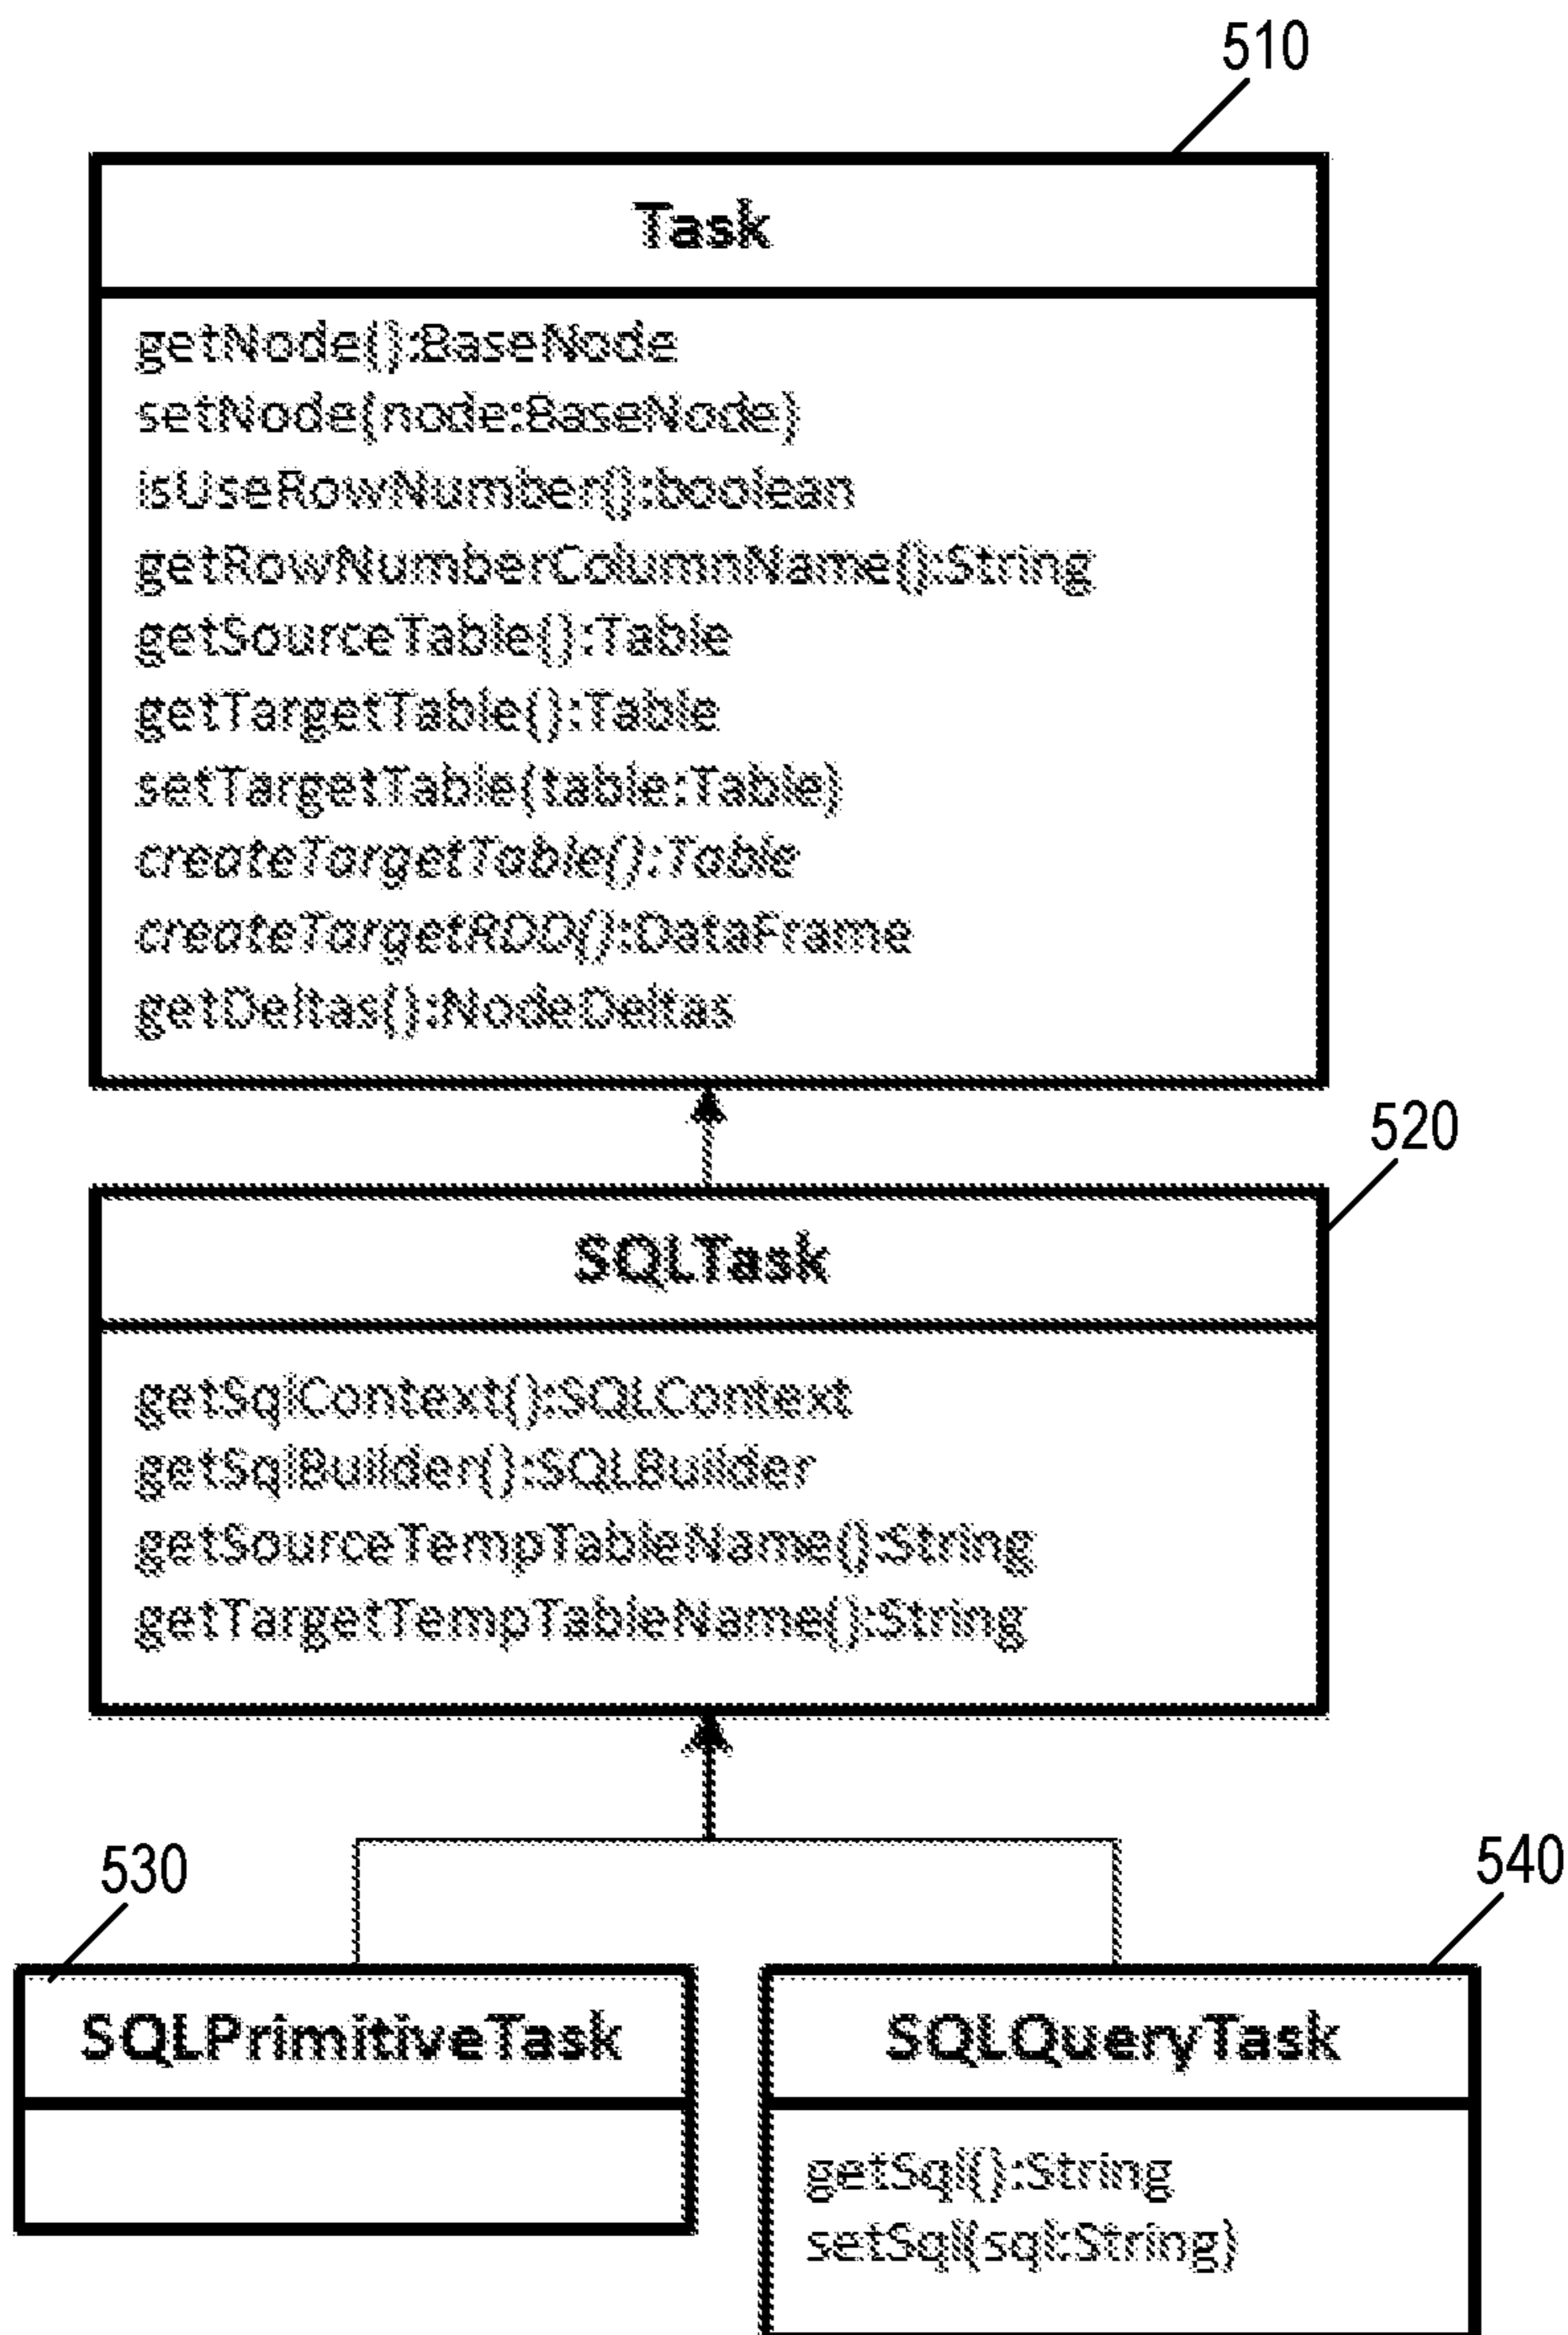 510
Task
getNode():BaseNode
setNode(node:BaseNode)
isUseRowNumber():boolean
getRowNumberColumnName():String
getSourceTable():Table
getTargetTable():Table
setTargetTable(table:Table)
createTargetTable():Table
createTargetRDD():DataFrame
getDeltas():NodeDeltas
520
SQLTask
getSqlContext():SQLContext
getSqlBuilder():SQLBuilder
getSourceTempTableName():String
getTargetTempTableName():String
530
540
SQLPrimitiveTask
SQLQueryTask
getSql():String
setSql(sql:String)